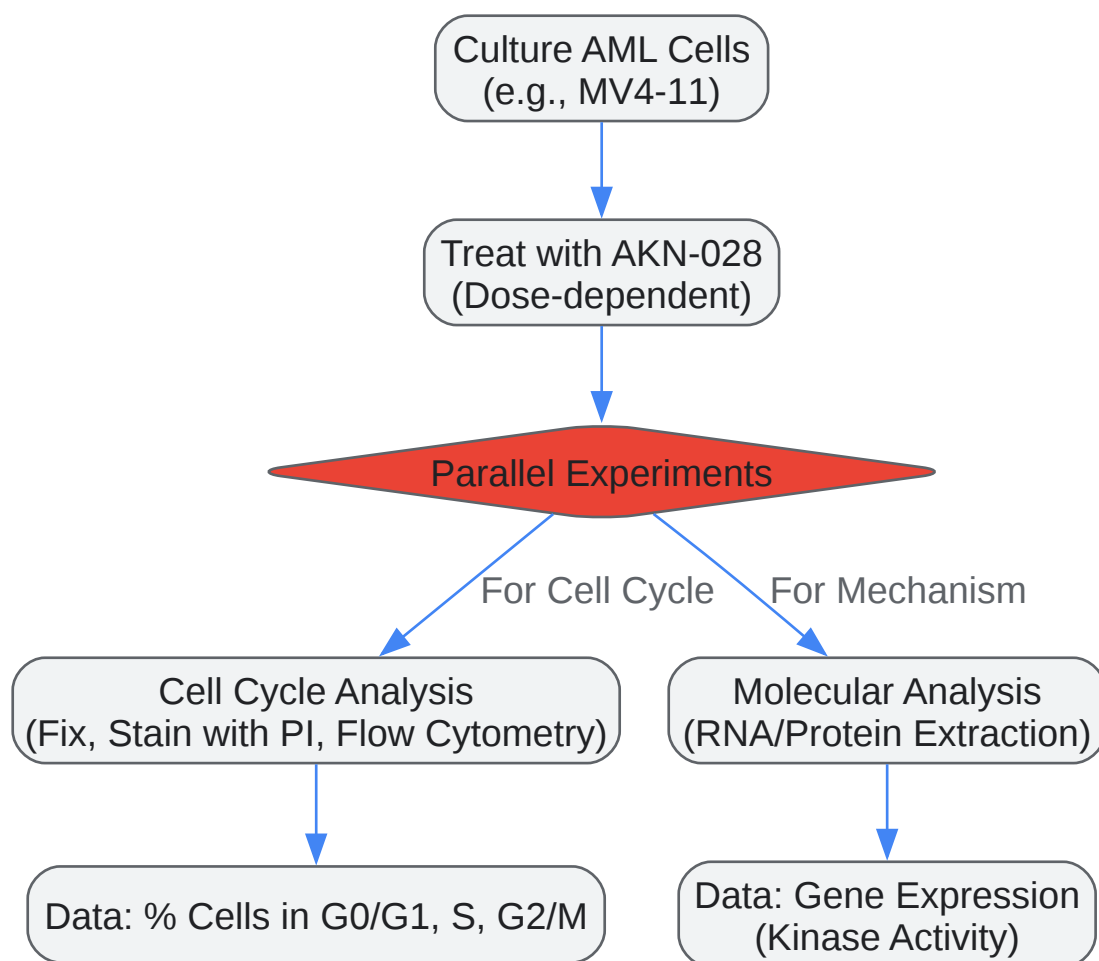 Culture AML Cells
(e.g., MV4-11)
Treat with AKN-028
(Dose-dependent)
Parallel Experiments
For Cell Cycle
For Mechanism
Cell Cycle Analysis
(Fix, Stain with PI, Flow Cytometry)
Molecular Analysis
(RNA/Protein Extraction)
Data: % Cells in G0/G1, S, G2/M
Data: Gene Expression
(Kinase Activity)